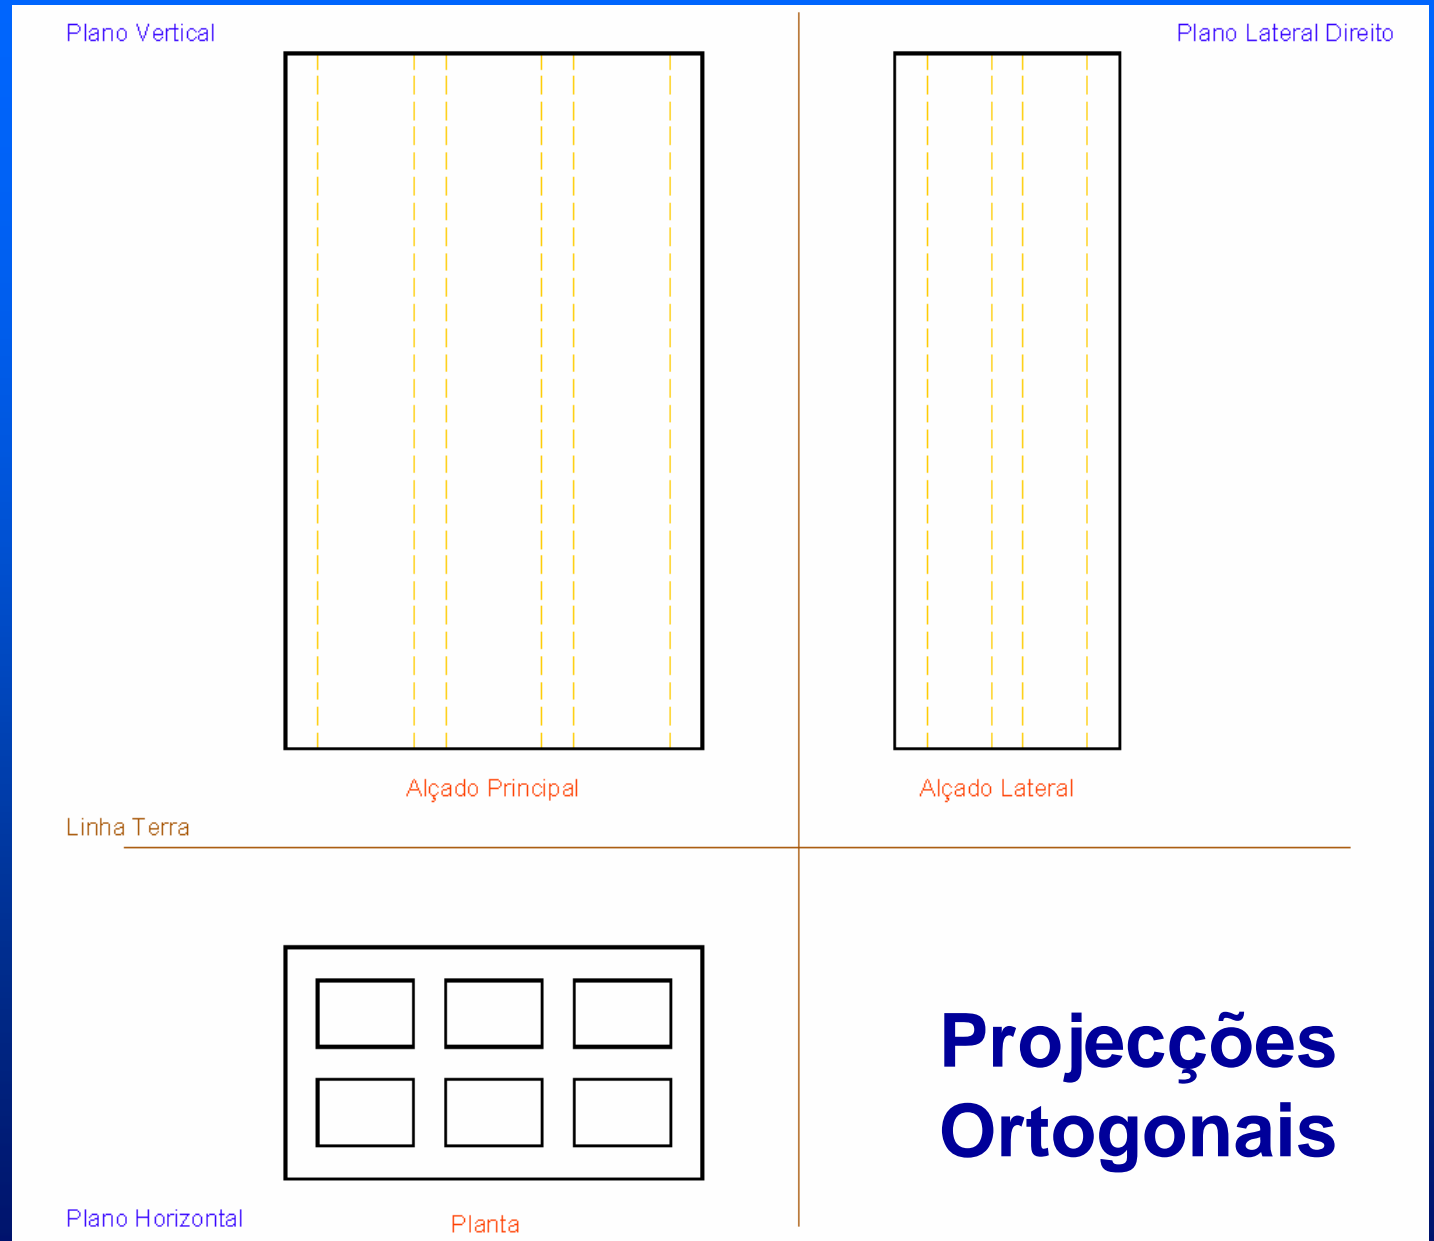 Plano Vertical
Plano Lateral Direito
Alçado Principal
Alçado Lateral
Linha Terra
Projecções
Ortogonais
Plano Horizontal
Planta